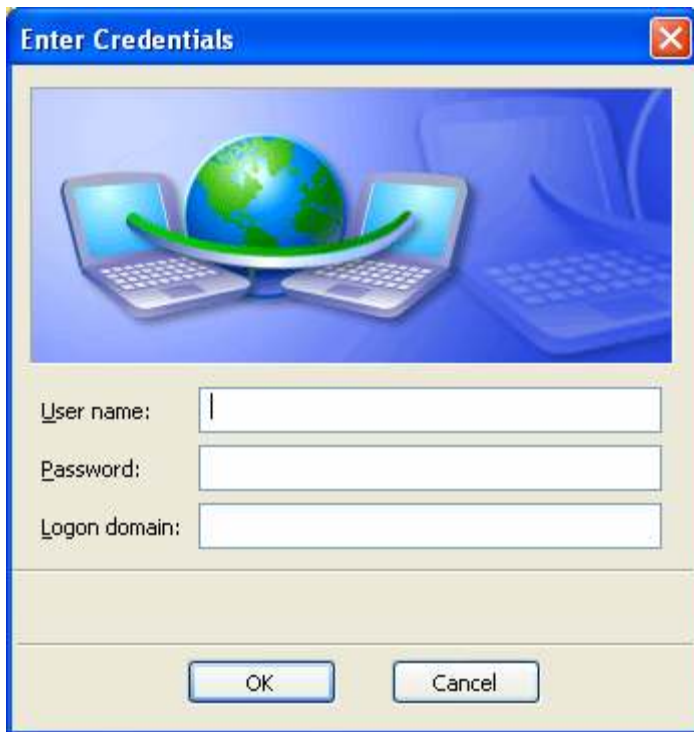 Enter Credentials
User name:
Password:
Logon domain:
OK Cancel